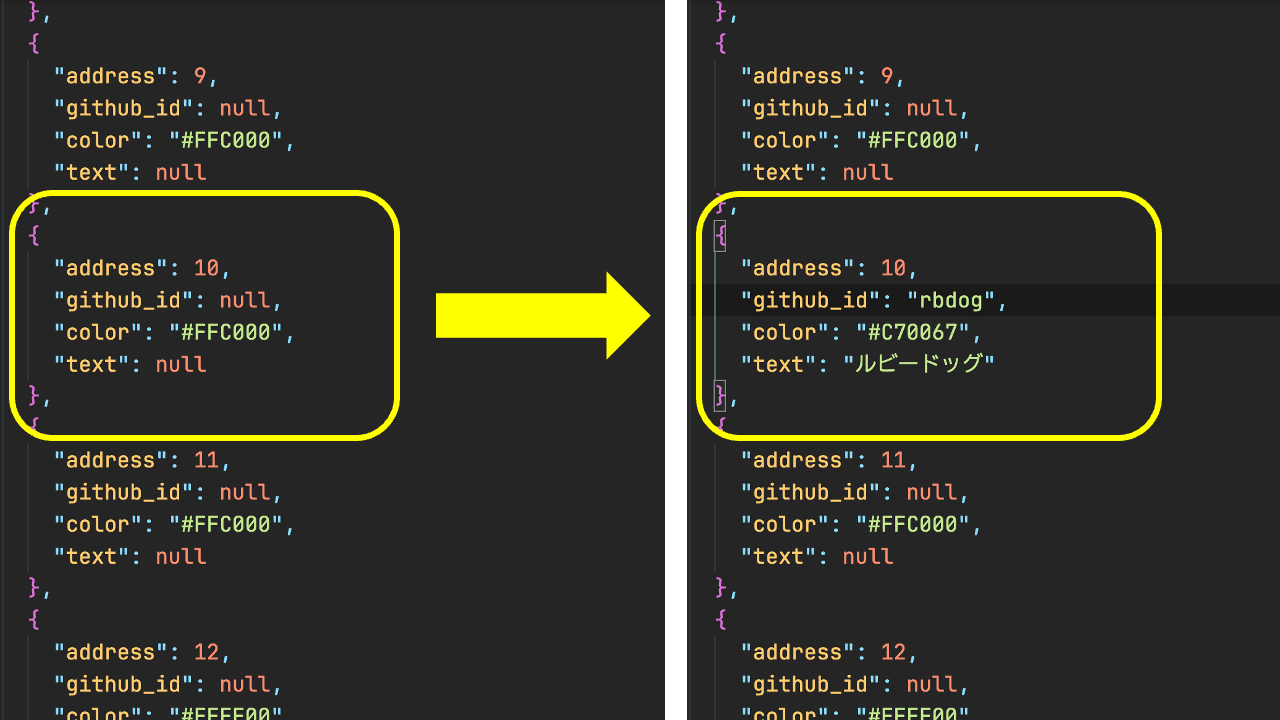 },
{
"address": 9,
"github_id": null,
"color": "#FFC000",
"text": null
},
{
"address": 10,
"github_id": null,
"color": "#FFC000",
"text": null
},
{
"address": 11,
"github_id": null,
"color": "#FFC000",
"text": null
},
{
"address": 12,
"github_id": null,
"color": "#FFFF00"
},
{
"address": 9,
"github_id": null,
"color": "#FFC000",
"text": null
},
{
"address": 10,
"github_id": "rbdog",
"color": "#C70067",
"text": "ルビードッグ"
},
{
"address": 11,
"github_id": null,
"color": "#FFC000",
"text": null
},
{
"address": 12,
"github_id": null,
"color": "#FFFF00"